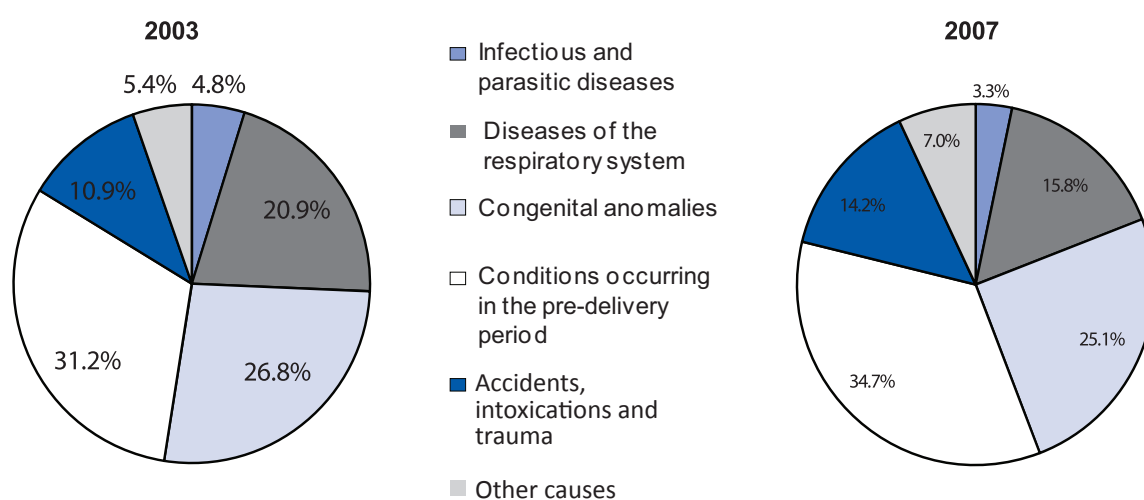 2003
5.4%
4.8%
10.9%
20.9%
31.2%
26.8%
Infectious and
parasitic diseases
Diseases of the
respiratory system
Congenital anomalies
Conditions occurring
in the pre-delivery
period
Accidents,
intoxications and
trauma
Other causes
2007
3.3%
7.0%
15.8%
14.2%
25.1%
34.7%